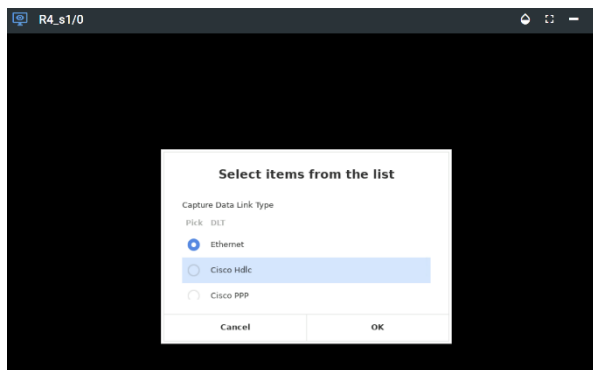 R4_s1/0
Select items from the list
Capture Data Link Type
Pick DLT
Ethernet
Cisco Hdlc
Cisco PPP
Cancel OK